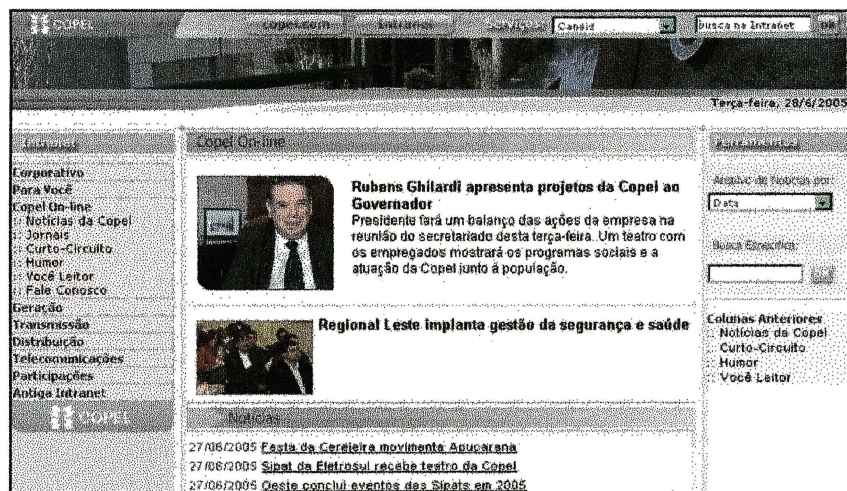 COPEL copel.com Intranet Serviços: Canais busca na Intranet ok
Terça-feira, 28/6/2005
Intranet
Corporativo
Para Você
Copel On-line
:: Notícias da Copel
:: Jornais
:: Curto-Circuito
:: Humor
:: Você Leitor
:: Fale Conosco
Geração
Transmissão
Distribuição
Telecomunicações
Participações
Antiga Intranet
COPEL
Copel On-line
Rubens Ghilardi apresenta projetos da Copel ao
Governador
Presidente fará um balanço das ações da empresa na
reunião do secretariado desta terça-feira. Um teatro com
os empregados mostrará os programas sociais e a
atuação da Copel junto à população.
Regional Leste implanta gestão da segurança e saúde
Notícias
27/06/2005 Festa da Cerejeira movimenta Apucarana
27/06/2005 Sipat da Eletrosul recebe teatro da Copel
27/06/2005 Oeste conclui eventos das Sipats em 2005
Ferramentas
Arquivo de Notícias por:
Data
Busca Específica:
Colunas Anteriores
:: Notícias da Copel
:: Curto-Circuito
:: Humor
:: Você Leitor